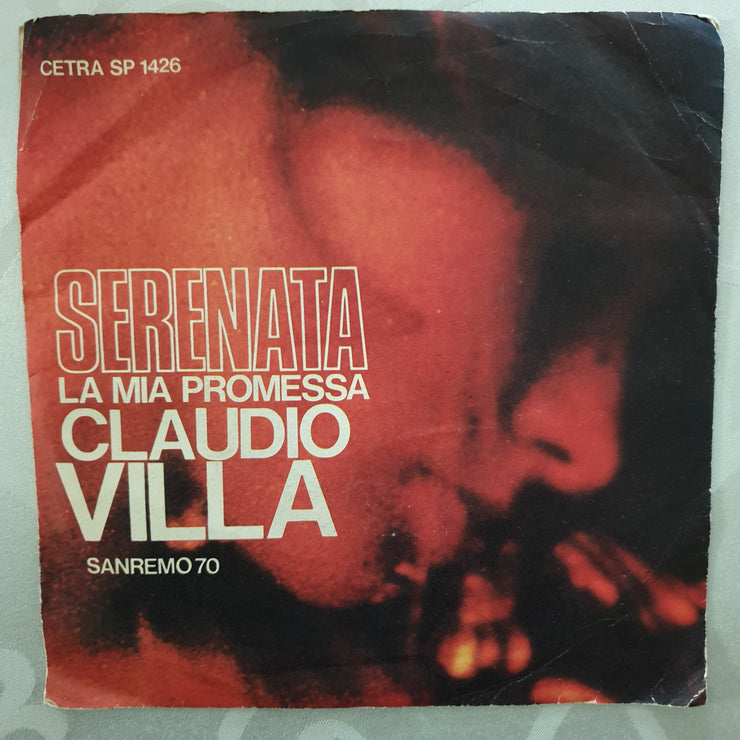 CETRA SP 1426
SERENATA
LA MIA PROMESSA
CLAUDIO
VILLA
SANREMO 70